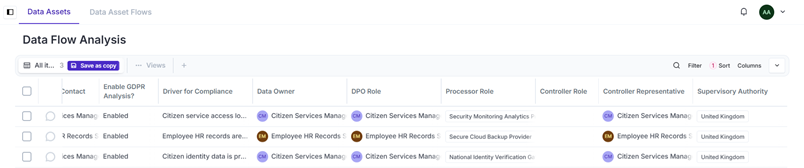 Data Assets Data Asset Flows AA
Data Flow Analysis
All it... 3 Save as copy Views Filter 1 Sort Columns
Contact Enable GDPR Analysis? Driver for Compliance Data Owner DPO Role Processor Role Controller Role Controller Representative Supervisory Authority
Enabled Citizen service access lo... CM Citizen Services Manag CM Citizen Services Manag Security Monitoring Analytics CM Citizen Services Manag United Kingdom
R Records Enabled Employee HR records are... EM Employee HR Records EM Employee HR Records Secure Cloud Backup Provider EM Employee HR Records United Kingdom
Enabled Citizen identity data is pr... CM Citizen Services Manag CM Citizen Services Manag National Identity Verification CM Citizen Services Manag United Kingdom